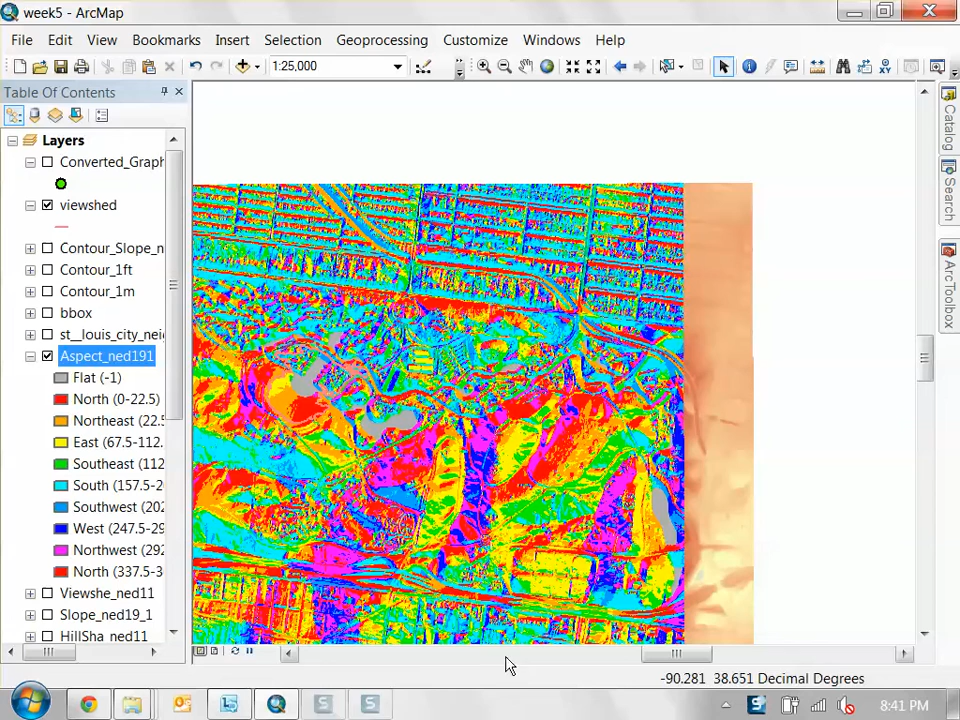 week5 - ArcMap
File Edit View Bookmarks Insert Selection Geoprocessing Customize Windows Help
1:25,000
Table Of Contents
Layers
Converted_Graph
viewshed
Contour_Slope_n
Contour_1ft
Contour_1m
bbox
st__louis_city_nei
Aspect_ned191
Flat (-1)
North (0-22.5)
Northeast (22.5
East (67.5-112.
Southeast (112
South (157.5-2
Southwest (202
West (247.5-29
Northwest (292
North (337.5-3
Viewshe_ned11
Slope_ned19_1
HillSha_ned11
Catalog
Search
ArcToolbox
-90.281 38.651 Decimal Degrees
8:41 PM